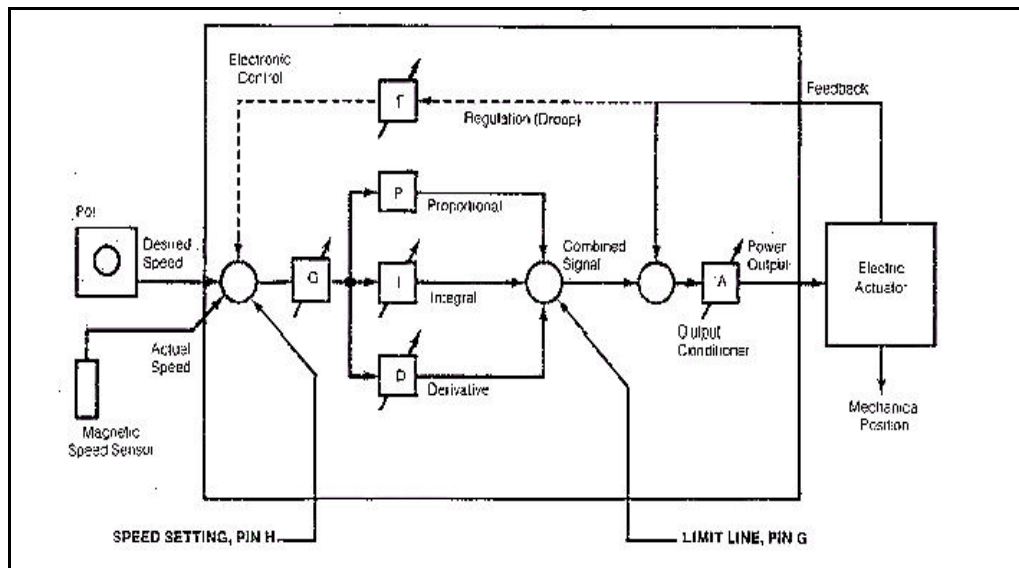 Electronic
Control
Feedback
Regulation (Droop)
P
Proportional
Pot
Desired
Speed
Combined
Signal
Power
Output
Electric
Actuator
G
I
Integral
A
Actual
Speed
Output
Conditioner
D
Derivative
Magnetic
Speed Sensor
Mechanica
Position
SPEED SETTING, PIN H
LIMIT LINE, PIN G